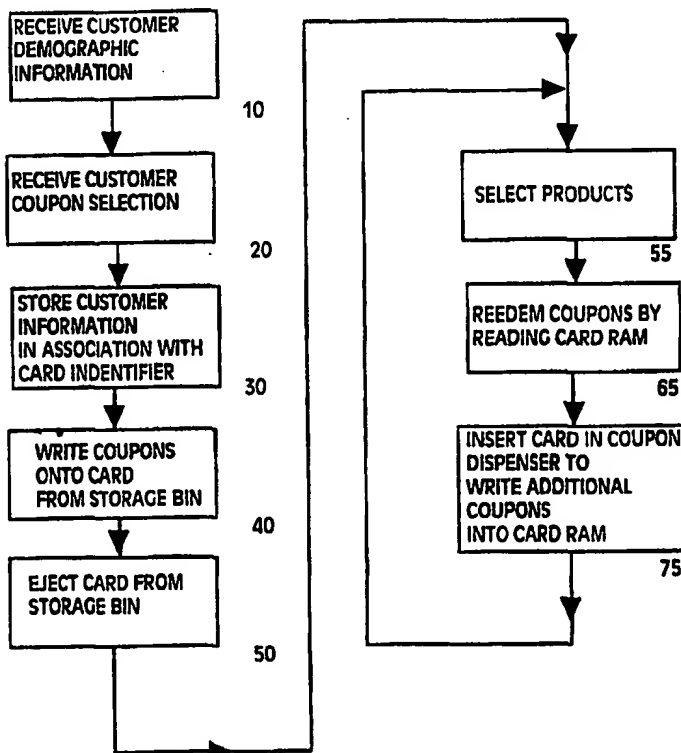 RECEIVE CUSTOMER
DEMOGRAPHIC
INFORMATION
10
RECEIVE CUSTOMER
COUPON SELECTION
20
STORE CUSTOMER
INFORMATION
IN ASSOCIATION WITH
CARD INDENTIFIER
30
WRITE COUPONS
ONTO CARD
FROM STORAGE BIN
40
EJECT CARD FROM
STORAGE BIN
50
SELECT PRODUCTS
55
REEDEM COUPONS BY
READING CARD RAM
65
INSERT CARD IN COUPON
DISPENSER TO
WRITE ADDITIONAL
COUPONS
INTO CARD RAM
75